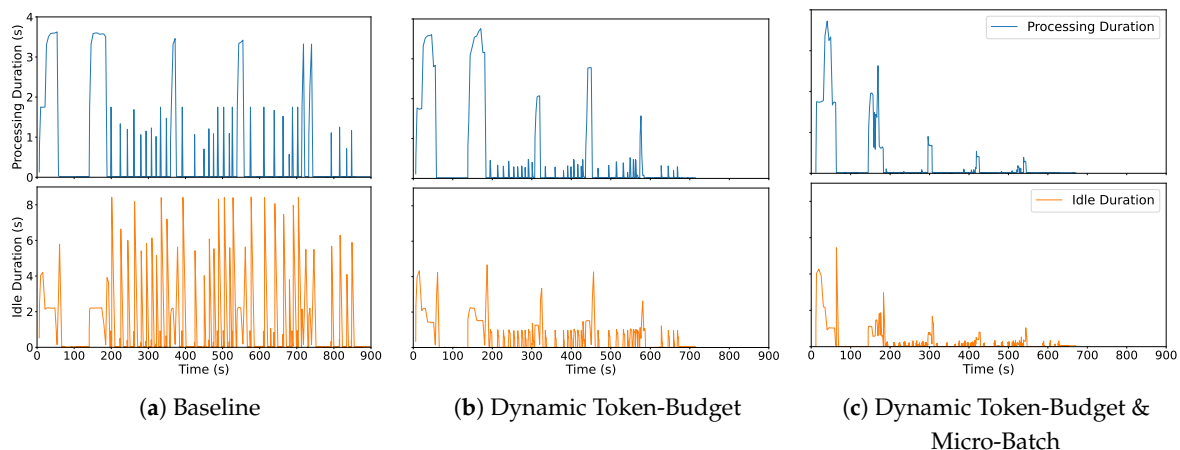 4
3
2
1
0
Processing Duration (s)
Processing Duration
8
6
4
2
0
Idle Duration (s)
Idle Duration
0 100 200 300 400 500 600 700 800 900
Time (s)
0 100 200 300 400 500 600 700 800 900
Time (s)
0 100 200 300 400 500 600 700 800 900
Time (s)
(a) Baseline
(b) Dynamic Token-Budget
(c) Dynamic Token-Budget &
Micro-Batch